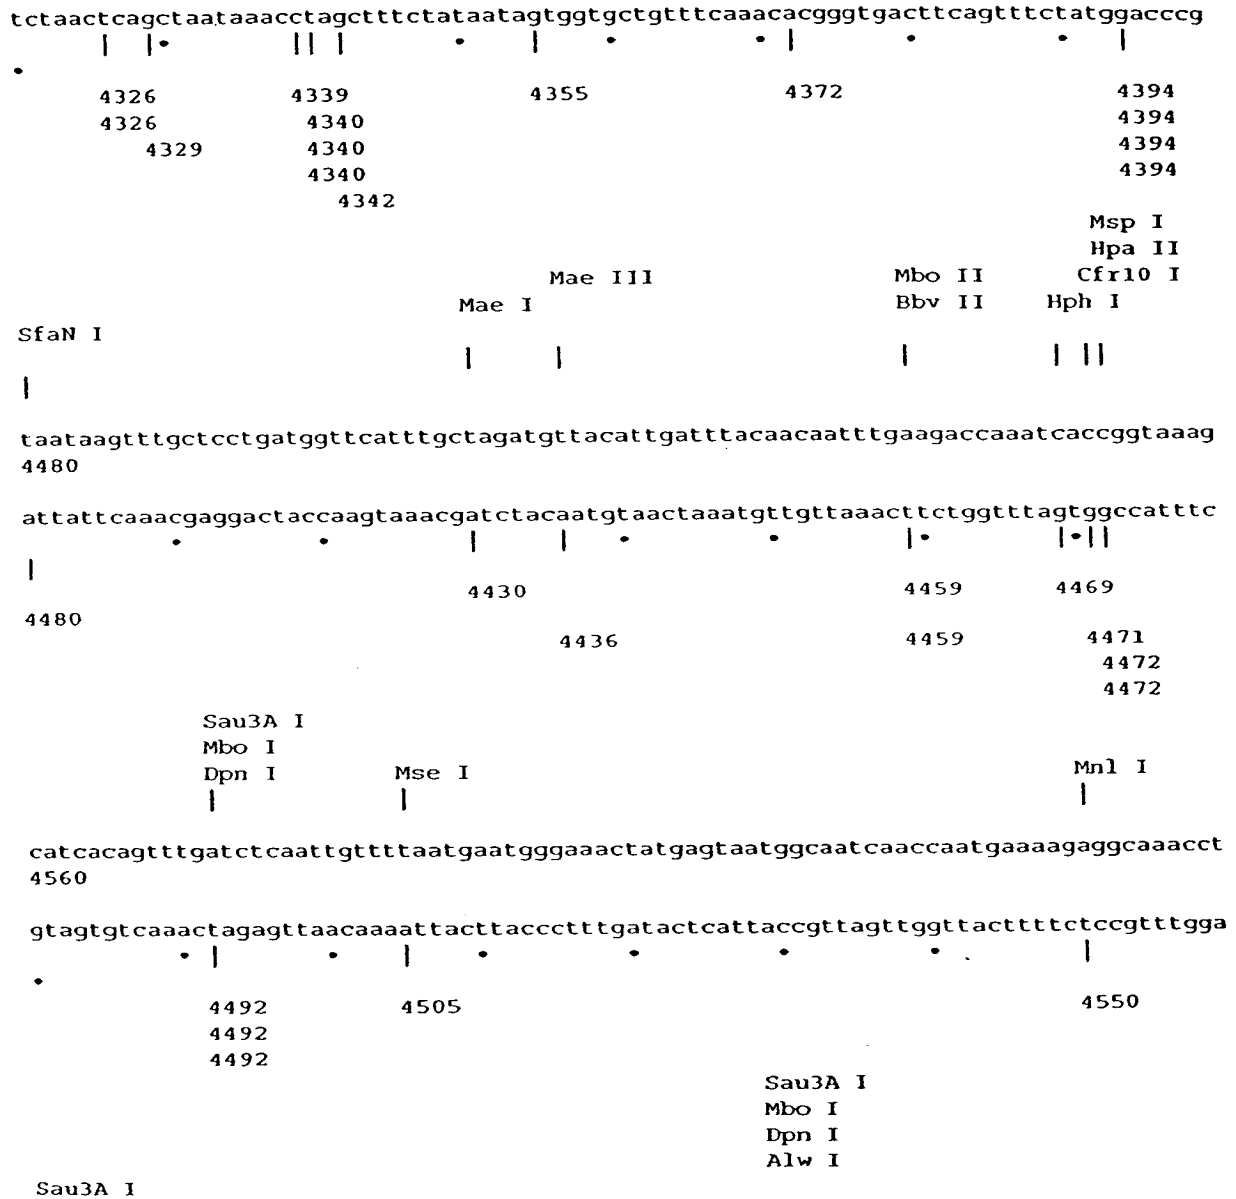 tctaactcagctaataaacctagctttctataatagtggtgctgtttcaaacacgggtgacttcagtttctatggacccg
4326 4339 4355 4372 4394
4326 4340 4394
4329 4340 4394
4340 4394
4342
Msp I
Hpa II
Mae III Mbo II Cfr10 I
Mae I Bbv II Hph I
SfaN I
taataagtttgctcctgatggttcatttgctagatgttacattgatttacaacaatttgaagaccaaatcaccggtaaag
4480
attattcaaacgaggactaccaagtaaacgatctacaatgtaactaaatgttgttaaacttctggtttagtggccatttc
4430 4459 4469
4480
4436 4459 4471
4472
4472
Sau3A I
Mbo I
Dpn I Mse I Mnl I
catcacagtttgatctcaattgttttaatgaatgggaaactatgagtaatggcaatcaaccaatgaaaagaggcaaacct
4560
gtagtgtcaaactagagttaacaaaattacttaccctttgatactcattaccgttagttggttacttttctccgtttgga
4492 4505 4550
4492
4492
Sau3A I
Mbo I
Dpn I
Alw I
Sau3A I